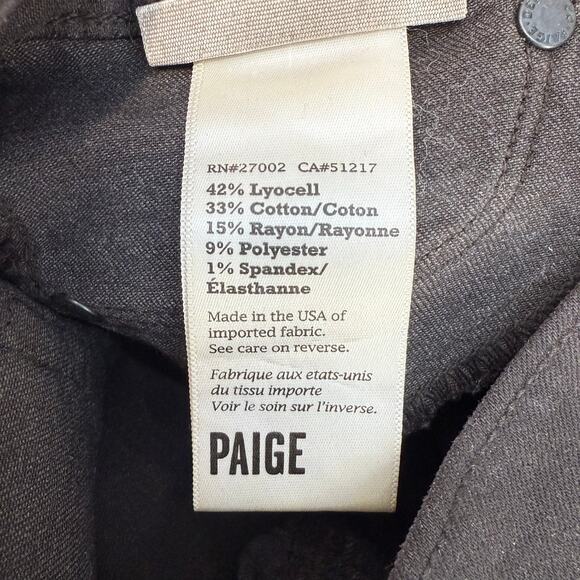 RN#27002 CA#51217
42% Lyocell
33% Cotton/Coton
15% Rayon/Rayonne
9% Polyester
1% Spandex/
Élasthanne
Made in the USA of
imported fabric.
See care on reverse.
Fabrique aux etats-unis
du tissu importe
Voir le soin sur l'inverse.
PAIGE
PAIGE